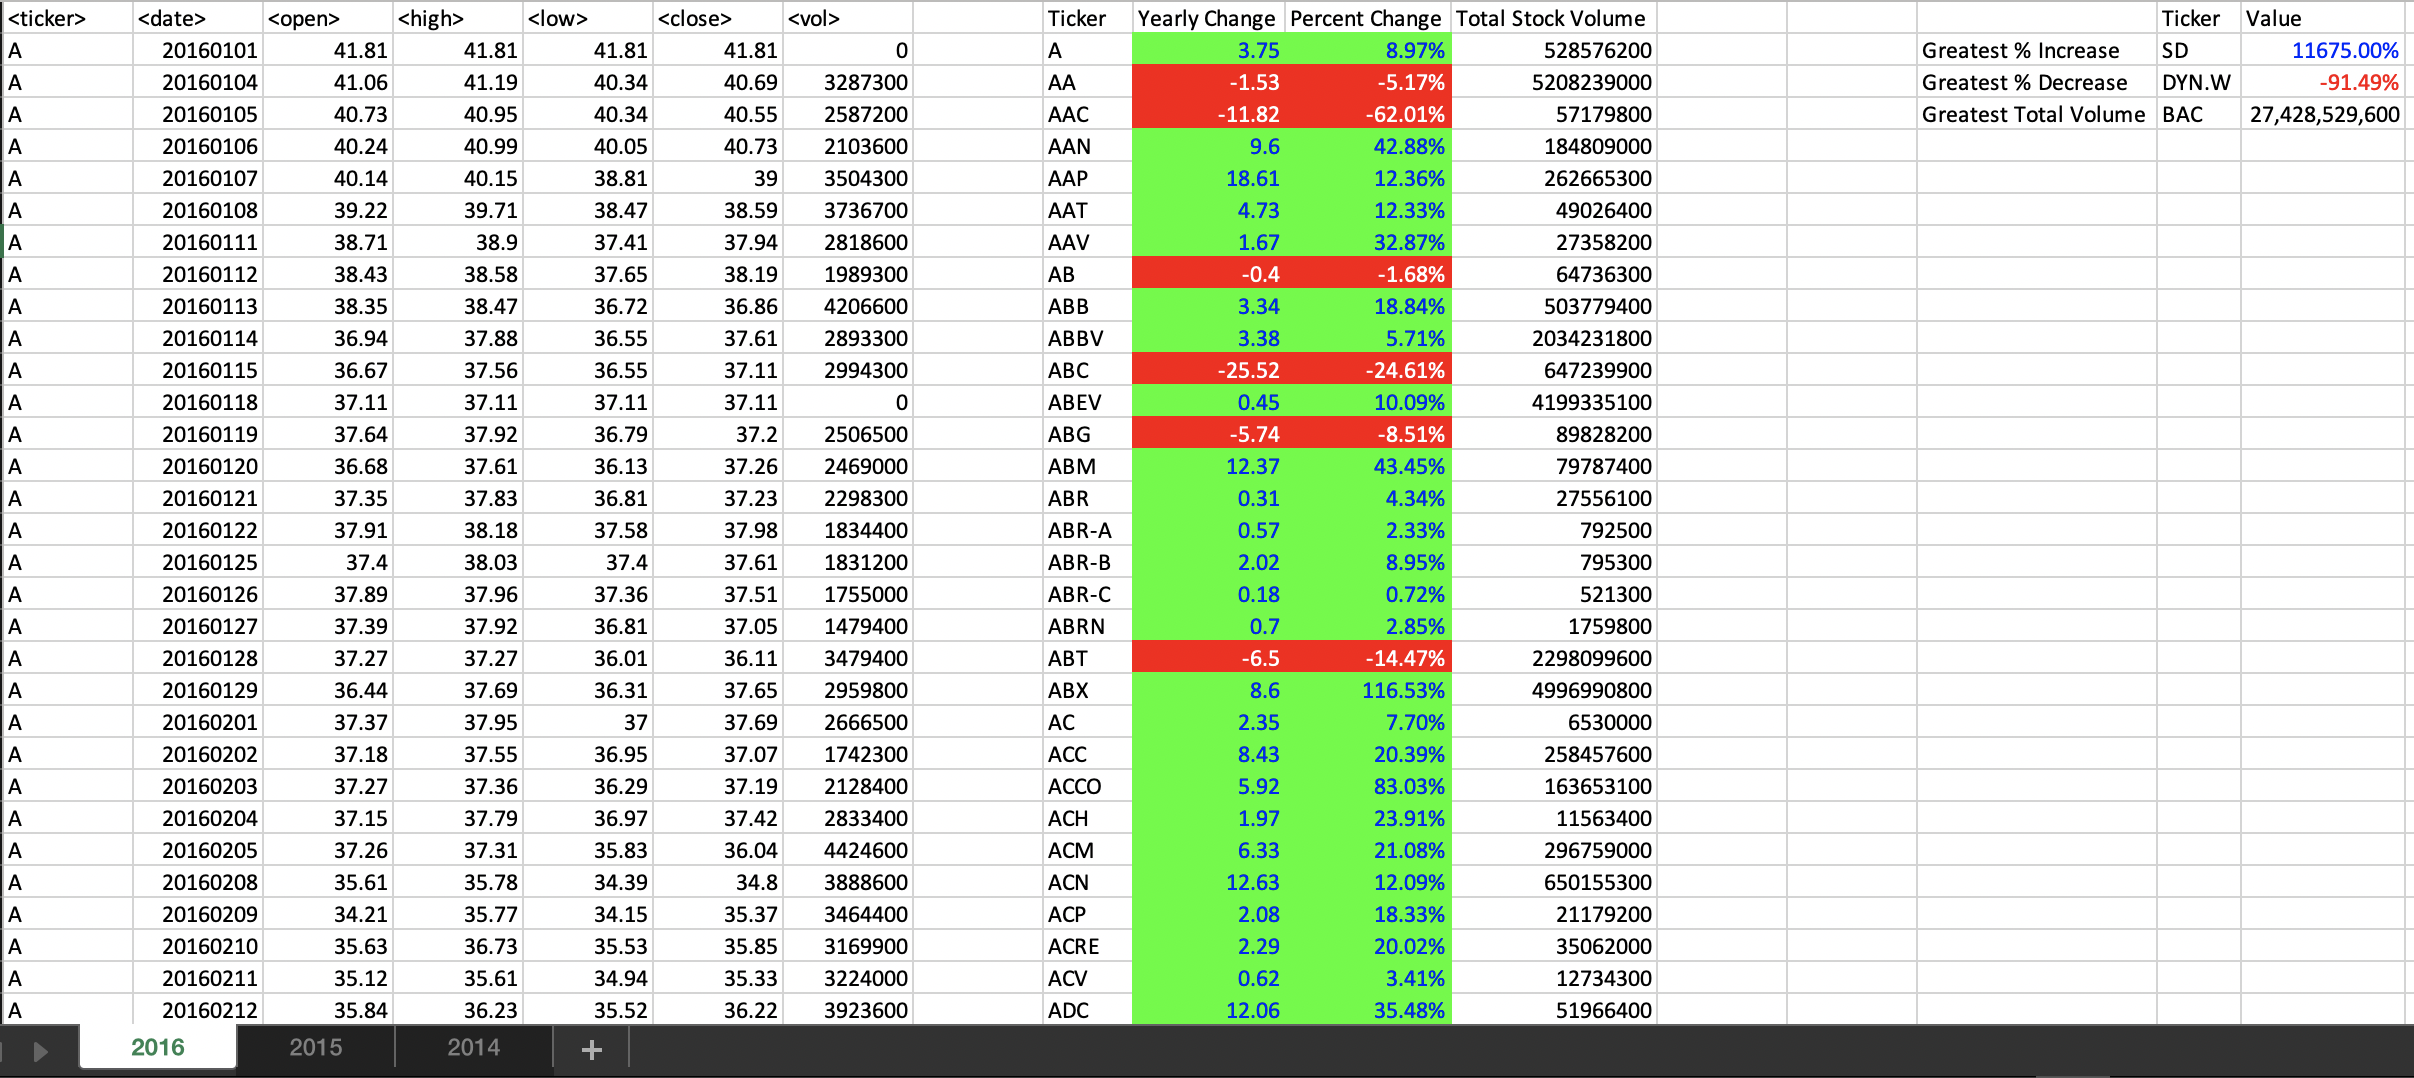 <ticker> <date> <open> <high> <low> <close> <vol> Ticker Yearly Change Percent Change Total Stock Volume Ticker Value
A 20160101 41.81 41.81 41.81 41.81 0 A 3.75 8.97% 528576200 Greatest % Increase SD 11675.00%
A 20160104 41.06 41.19 40.34 40.69 3287300 AA -1.53 -5.17% 5208239000 Greatest % Decrease DYN.W -91.49%
A 20160105 40.73 40.95 40.34 40.55 2587200 AAC -11.82 -62.01% 57179800 Greatest Total Volume BAC 27,428,529,600
A 20160106 40.24 40.99 40.05 40.73 2103600 AAN 9.6 42.88% 184809000
A 20160107 40.14 40.15 38.81 39 3504300 AAP 18.61 12.36% 262665300
A 20160108 39.22 39.71 38.47 38.59 3736700 AAT 4.73 12.33% 49026400
A 20160111 38.71 38.9 37.41 37.94 2818600 AAV 1.67 32.87% 27358200
A 20160112 38.43 38.58 37.65 38.19 1989300 AB -0.4 -1.68% 64736300
A 20160113 38.35 38.47 36.72 36.86 4206600 ABB 3.34 18.84% 503779400
A 20160114 36.94 37.88 36.55 37.61 2893300 ABBV 3.38 5.71% 2034231800
A 20160115 36.67 37.56 36.55 37.11 2994300 ABC -25.52 -24.61% 647239900
A 20160118 37.11 37.11 37.11 37.11 0 ABEV 0.45 10.09% 4199335100
A 20160119 37.64 37.92 36.79 37.2 2506500 ABG -5.74 -8.51% 89828200
A 20160120 36.68 37.61 36.13 37.26 2469000 ABM 12.37 43.45% 79787400
A 20160121 37.35 37.83 36.81 37.23 2298300 ABR 0.31 4.34% 27556100
A 20160122 37.91 38.18 37.58 37.98 1834400 ABR-A 0.57 2.33% 792500
A 20160125 37.4 38.03 37.4 37.61 1831200 ABR-B 2.02 8.95% 795300
A 20160126 37.89 37.96 37.36 37.51 1755000 ABR-C 0.18 0.72% 521300
A 20160127 37.39 37.92 36.81 37.05 1479400 ABRN 0.7 2.85% 1759800
A 20160128 37.27 37.27 36.01 36.11 3479400 ABT -6.5 -14.47% 2298099600
A 20160129 36.44 37.69 36.31 37.65 2959800 ABX 8.6 116.53% 4996990800
A 20160201 37.37 37.95 37 37.69 2666500 AC 2.35 7.70% 6530000
A 20160202 37.18 37.55 36.95 37.07 1742300 ACC 8.43 20.39% 258457600
A 20160203 37.27 37.36 36.29 37.19 2128400 ACCO 5.92 83.03% 163653100
A 20160204 37.15 37.79 36.97 37.42 2833400 ACH 1.97 23.91% 11563400
A 20160205 37.26 37.31 35.83 36.04 4424600 ACM 6.33 21.08% 296759000
A 20160208 35.61 35.78 34.39 34.8 3888600 ACN 12.63 12.09% 650155300
A 20160209 34.21 35.77 34.15 35.37 3464400 ACP 2.08 18.33% 21179200
A 20160210 35.63 36.73 35.53 35.85 3169900 ACRE 2.29 20.02% 35062000
A 20160211 35.12 35.61 34.94 35.33 3224000 ACV 0.62 3.41% 12734300
A 20160212 35.84 36.23 35.52 36.22 3923600 ADC 12.06 35.48% 51966400
2016 2015 2014 +